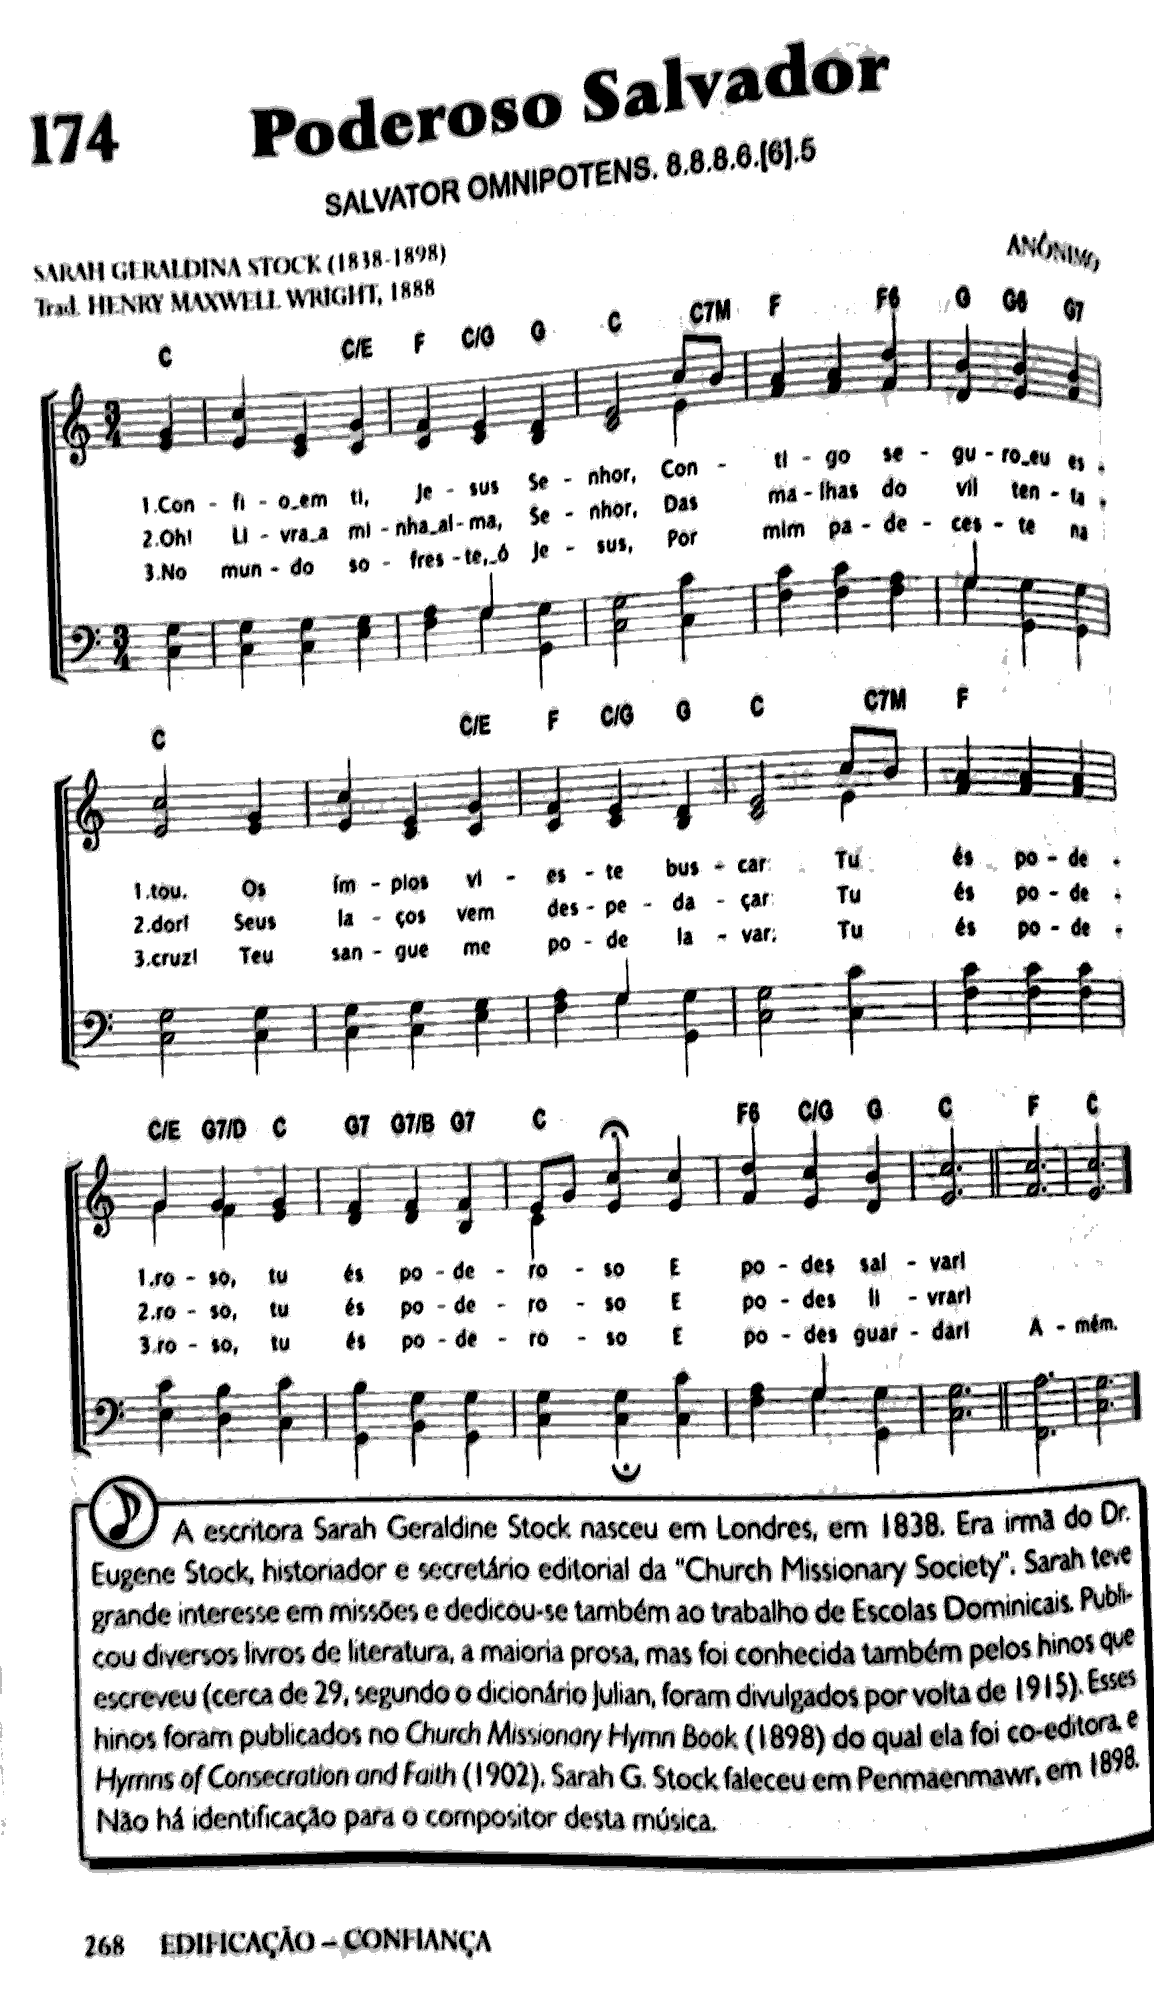 174 Poderoso Salvador
SALVATOR OMNIPOTENS. 8.8.8.6.[6].5
SARAH GERALDINA STOCK (1838-1898)
ANÔNIMO
Trad. HENRY MAXWELL WRIGHT, 1888
C C/E F C/G G C C7M F F6 G G6 G7
3/4
1.Con - fi - o_em ti, Je - sus Se - nhor, Con - ti - go se - gu - ro_eu es -
2.Oh! Li - vra_a mi - nha_al - ma, Se - nhor, Das ma - lhas do vil ten - ta -
3.No mun - do so - fres - te,_ó Je - sus, Por mim pa - de - ces - te na
3/4
C C/E F C/G G C C7M F
1.tou. Os ím - pios vi - es - te bus - car: Tu és po - de -
2.dor! Seus la - ços vem des - pe - da - çar: Tu és po - de -
3.cruz! Teu san - gue me po - de la - var; Tu és po - de -
C/E G7/D C G7 G7/B G7 C F6 C/G G C F C
1.ro - so, tu és po - de - ro - so E po - des sal - var!
2.ro - so, tu és po - de - ro - so E po - des li - vrar!
3.ro - so, tu és po - de - ro - so E po - des guar - dar! A - mém.
A escritora Sarah Geraldine Stock nasceu em Londres, em 1838. Era irmã do Dr.
Eugene Stock, historiador e secretário editorial da "Church Missionary Society". Sarah teve
grande interesse em missões e dedicou-se também ao trabalho de Escolas Dominicais. Publi-
cou diversos livros de literatura, a maioria prosa, mas foi conhecida também pelos hinos que
escreveu (cerca de 29, segundo o dicionário Julian, foram divulgados por volta de 1915). Esses
hinos foram publicados no Church Missionary Hymn Book (1898) do qual ela foi co-editora, e
Hymns of Consecration and Faith (1902). Sarah G. Stock faleceu em Penmaenmawr, em 1898.
Não há identificação para o compositor desta música.
268 EDIFICAÇÃO – CONFIANÇA